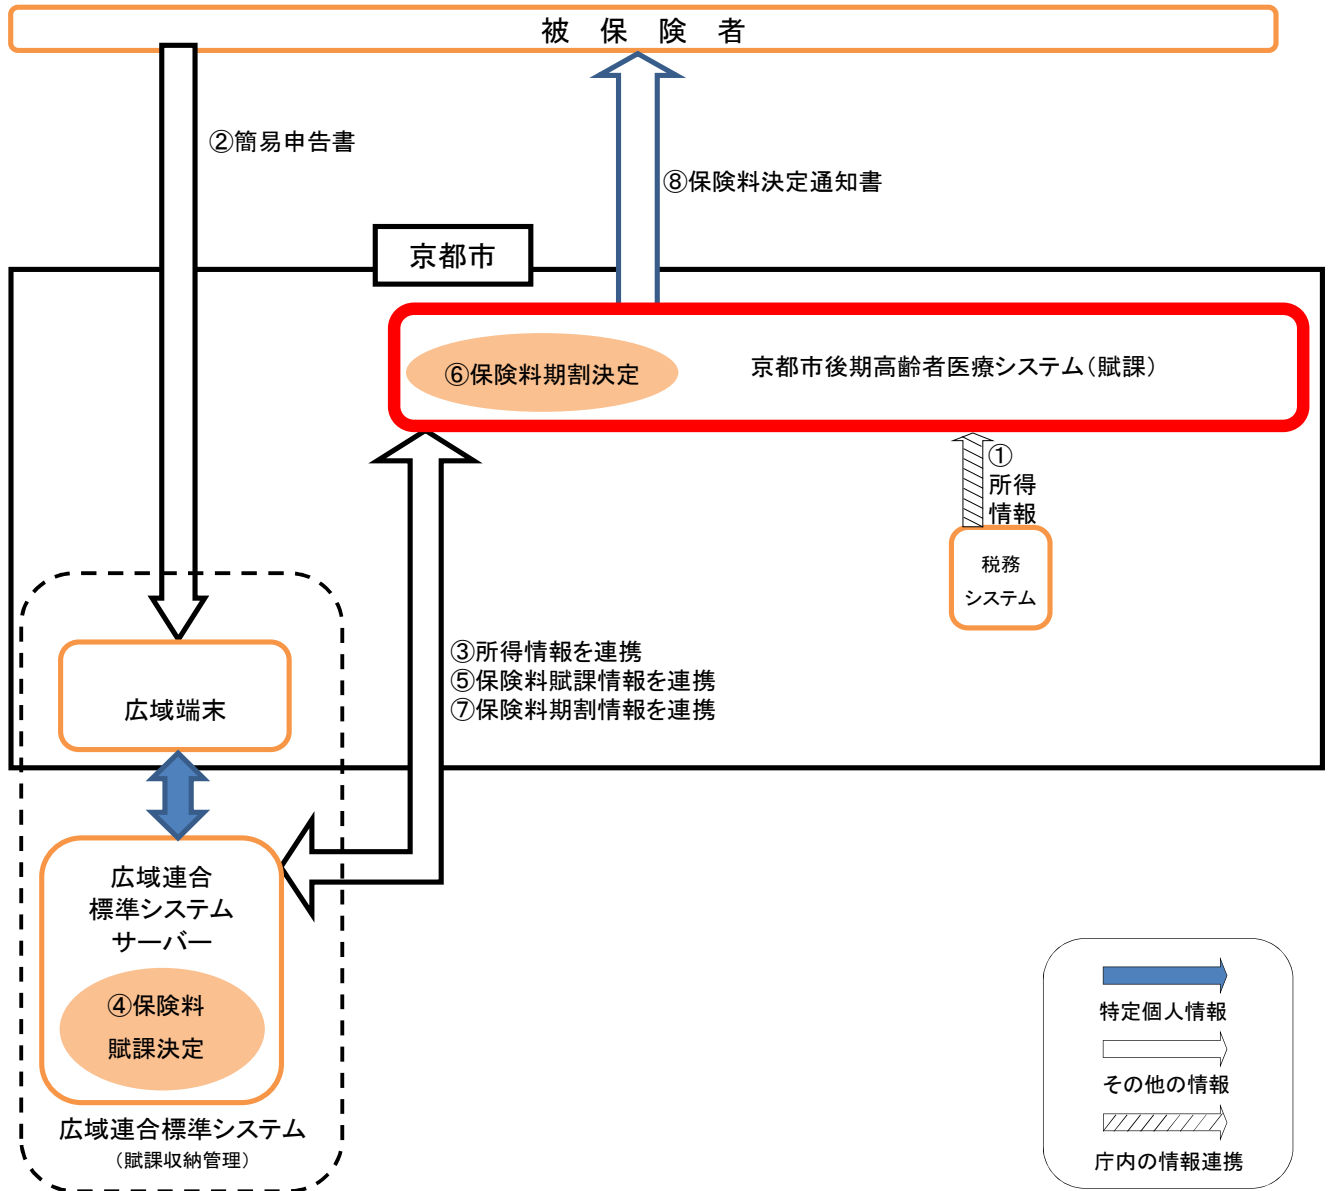 被保険者
②簡易申告書
⑧保険料決定通知書
京都市
⑥保険料期割決定
京都市後期高齢者医療システム(賦課)
①
所得
情報
税務
システム
③所得情報を連携
⑤保険料賦課情報を連携
⑦保険料期割情報を連携
広域端末
広域連合
標準システム
サーバー
④保険料
賦課決定
広域連合標準システム
(賦課収納管理)
特定個人情報
その他の情報
庁内の情報連携